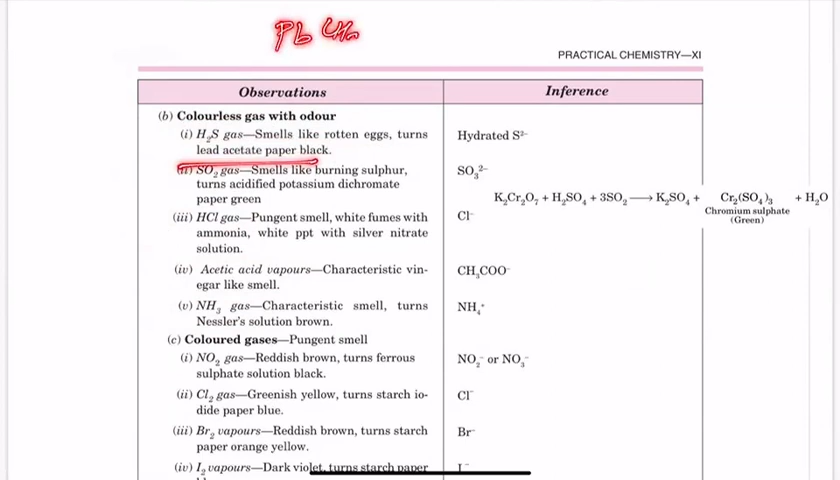 Pb CH
PRACTICAL CHEMISTRY—XI
Observations
Inference
(b) Colourless gas with odour
(i) H₂S gas—Smells like rotten eggs, turns
lead acetate paper black.
Hydrated S²⁻
(ii) SO₂ gas—Smells like burning sulphur,
turns acidified potassium dichromate
paper green
SO₃²⁻
K₂Cr₂O₇ + H₂SO₄ + 3SO₂ ⟶ K₂SO₄ + Cr₂(SO₄)₃ + H₂O
Chromium sulphate
(Green)
(iii) HCl gas—Pungent smell, white fumes with
ammonia, white ppt with silver nitrate
solution.
Cl⁻
(iv) Acetic acid vapours—Characteristic vin-
egar like smell.
CH₃COO⁻
(v) NH₃ gas—Characteristic smell, turns
Nessler's solution brown.
NH₄⁺
(c) Coloured gases—Pungent smell
(i) NO₂ gas—Reddish brown, turns ferrous
sulphate solution black.
NO₂⁻ or NO₃⁻
(ii) Cl₂ gas—Greenish yellow, turns starch io-
dide paper blue.
Cl⁻
(iii) Br₂ vapours—Reddish brown, turns starch
paper orange yellow.
Br⁻
(iv) I₂ vapours—Dark violet, turns starch paper
I⁻